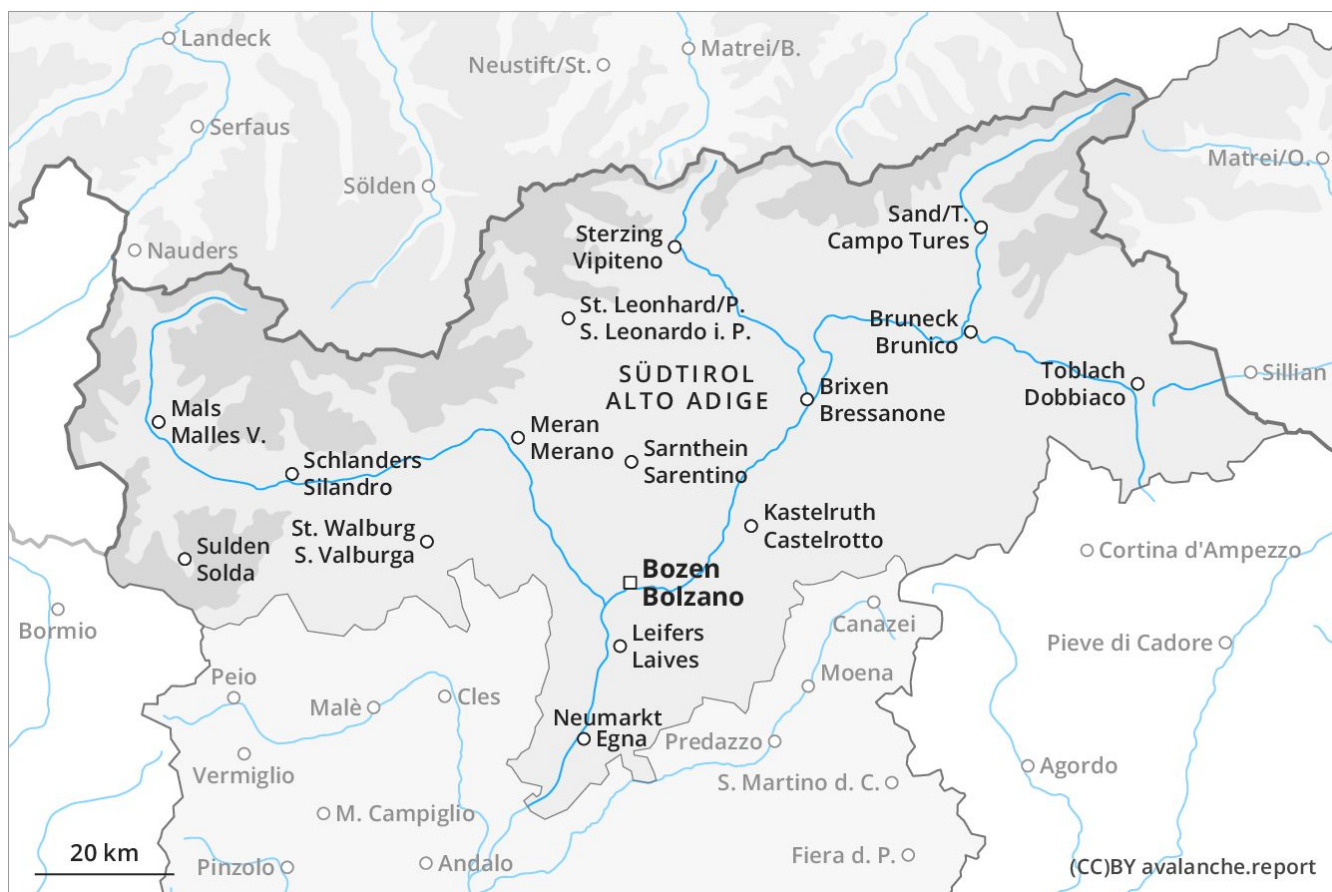 Landeck
Matrei/B.
Neustift/St.
Serfaus
Matrei/O.
Sölden
Nauders
Sand/T.
Campo Tures
Sterzing
Vipiteno
St. Leonhard/P.
S. Leonardo i. P.
Bruneck
Brunico
SÜDTIROL
ALTO ADIGE
Toblach
Dobbiaco
Sillian
Brixen
Bressanone
Mals
Malles V.
Meran
Merano
Sarnthein
Sarentino
Schlanders
Silandro
Kastelruth
Castelrotto
St. Walburg
S. Valburga
Sulden
Solda
Cortina d'Ampezzo
Bozen
Bolzano
Bormio
Canazei
Leifers
Laives
Pieve di Cadore
Peio
Moena
Cles
Malè
Neumarkt
Egna
Predazzo
Vermiglio
Agordo
S. Martino d. C.
M. Campiglio
20 km
Pinzolo
Andalo
Fiera d. P.
(CC)BY avalanche.report